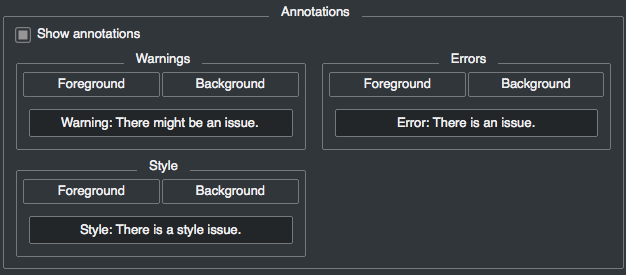 Annotations
Show annotations
Warnings
Foreground Background
Warning: There might be an issue.
Errors
Foreground Background
Error: There is an issue.
Style
Foreground Background
Style: There is a style issue.